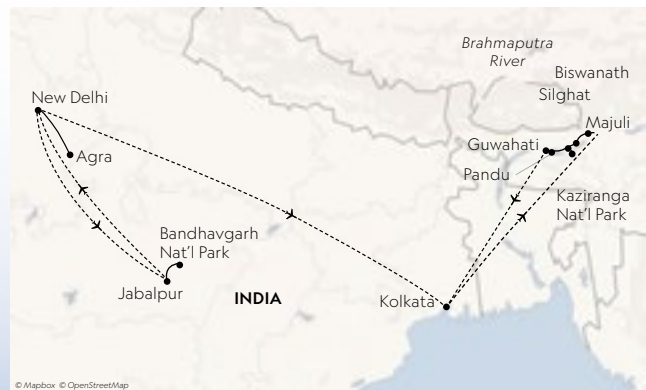 Brahmaputra
River
Biswanath
Silghat
New Delhi
Majuli
Guwahati
Agra
Pandu
Kaziranga
Nat'l Park
Bandhavgarh
Nat'l Park
Jabalpur
INDIA
Kolkata
© Mapbox © OpenStreetMap